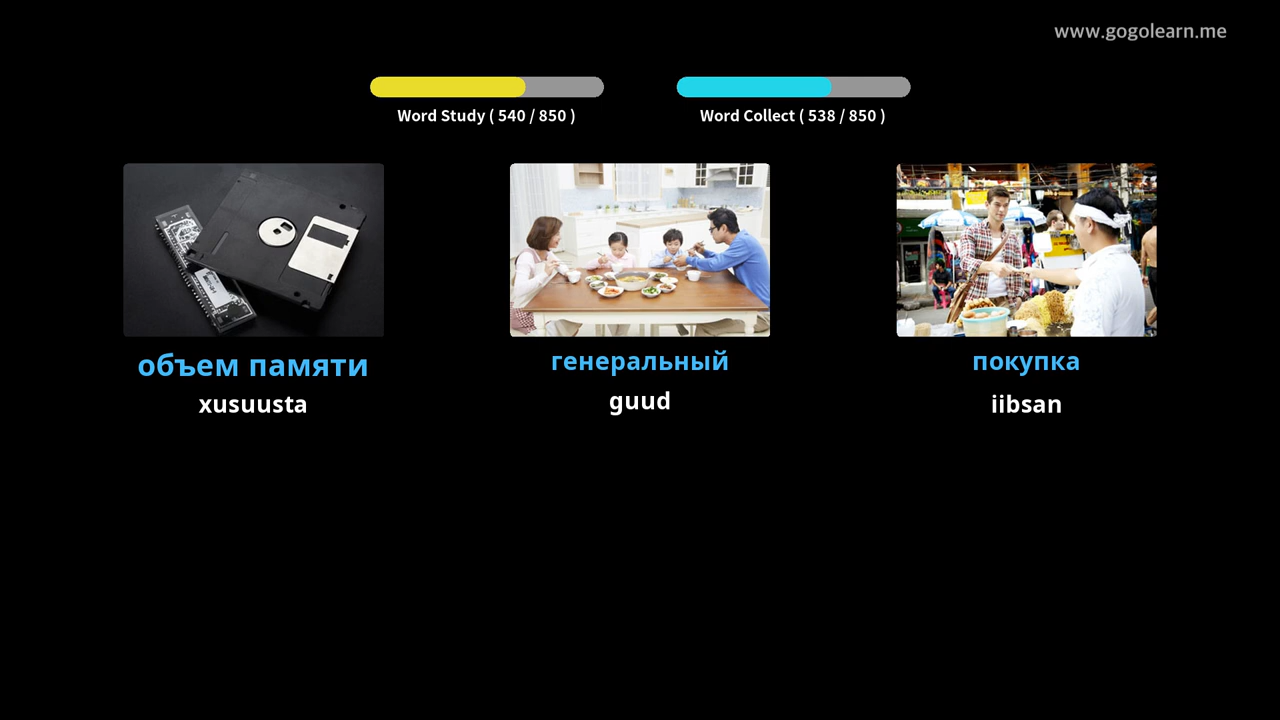 www.gogolearn.me
Word Study ( 540 / 850 )
Word Collect ( 538 / 850 )
объем памяти
xusuusta
генеральный
guud
покупка
iibsan